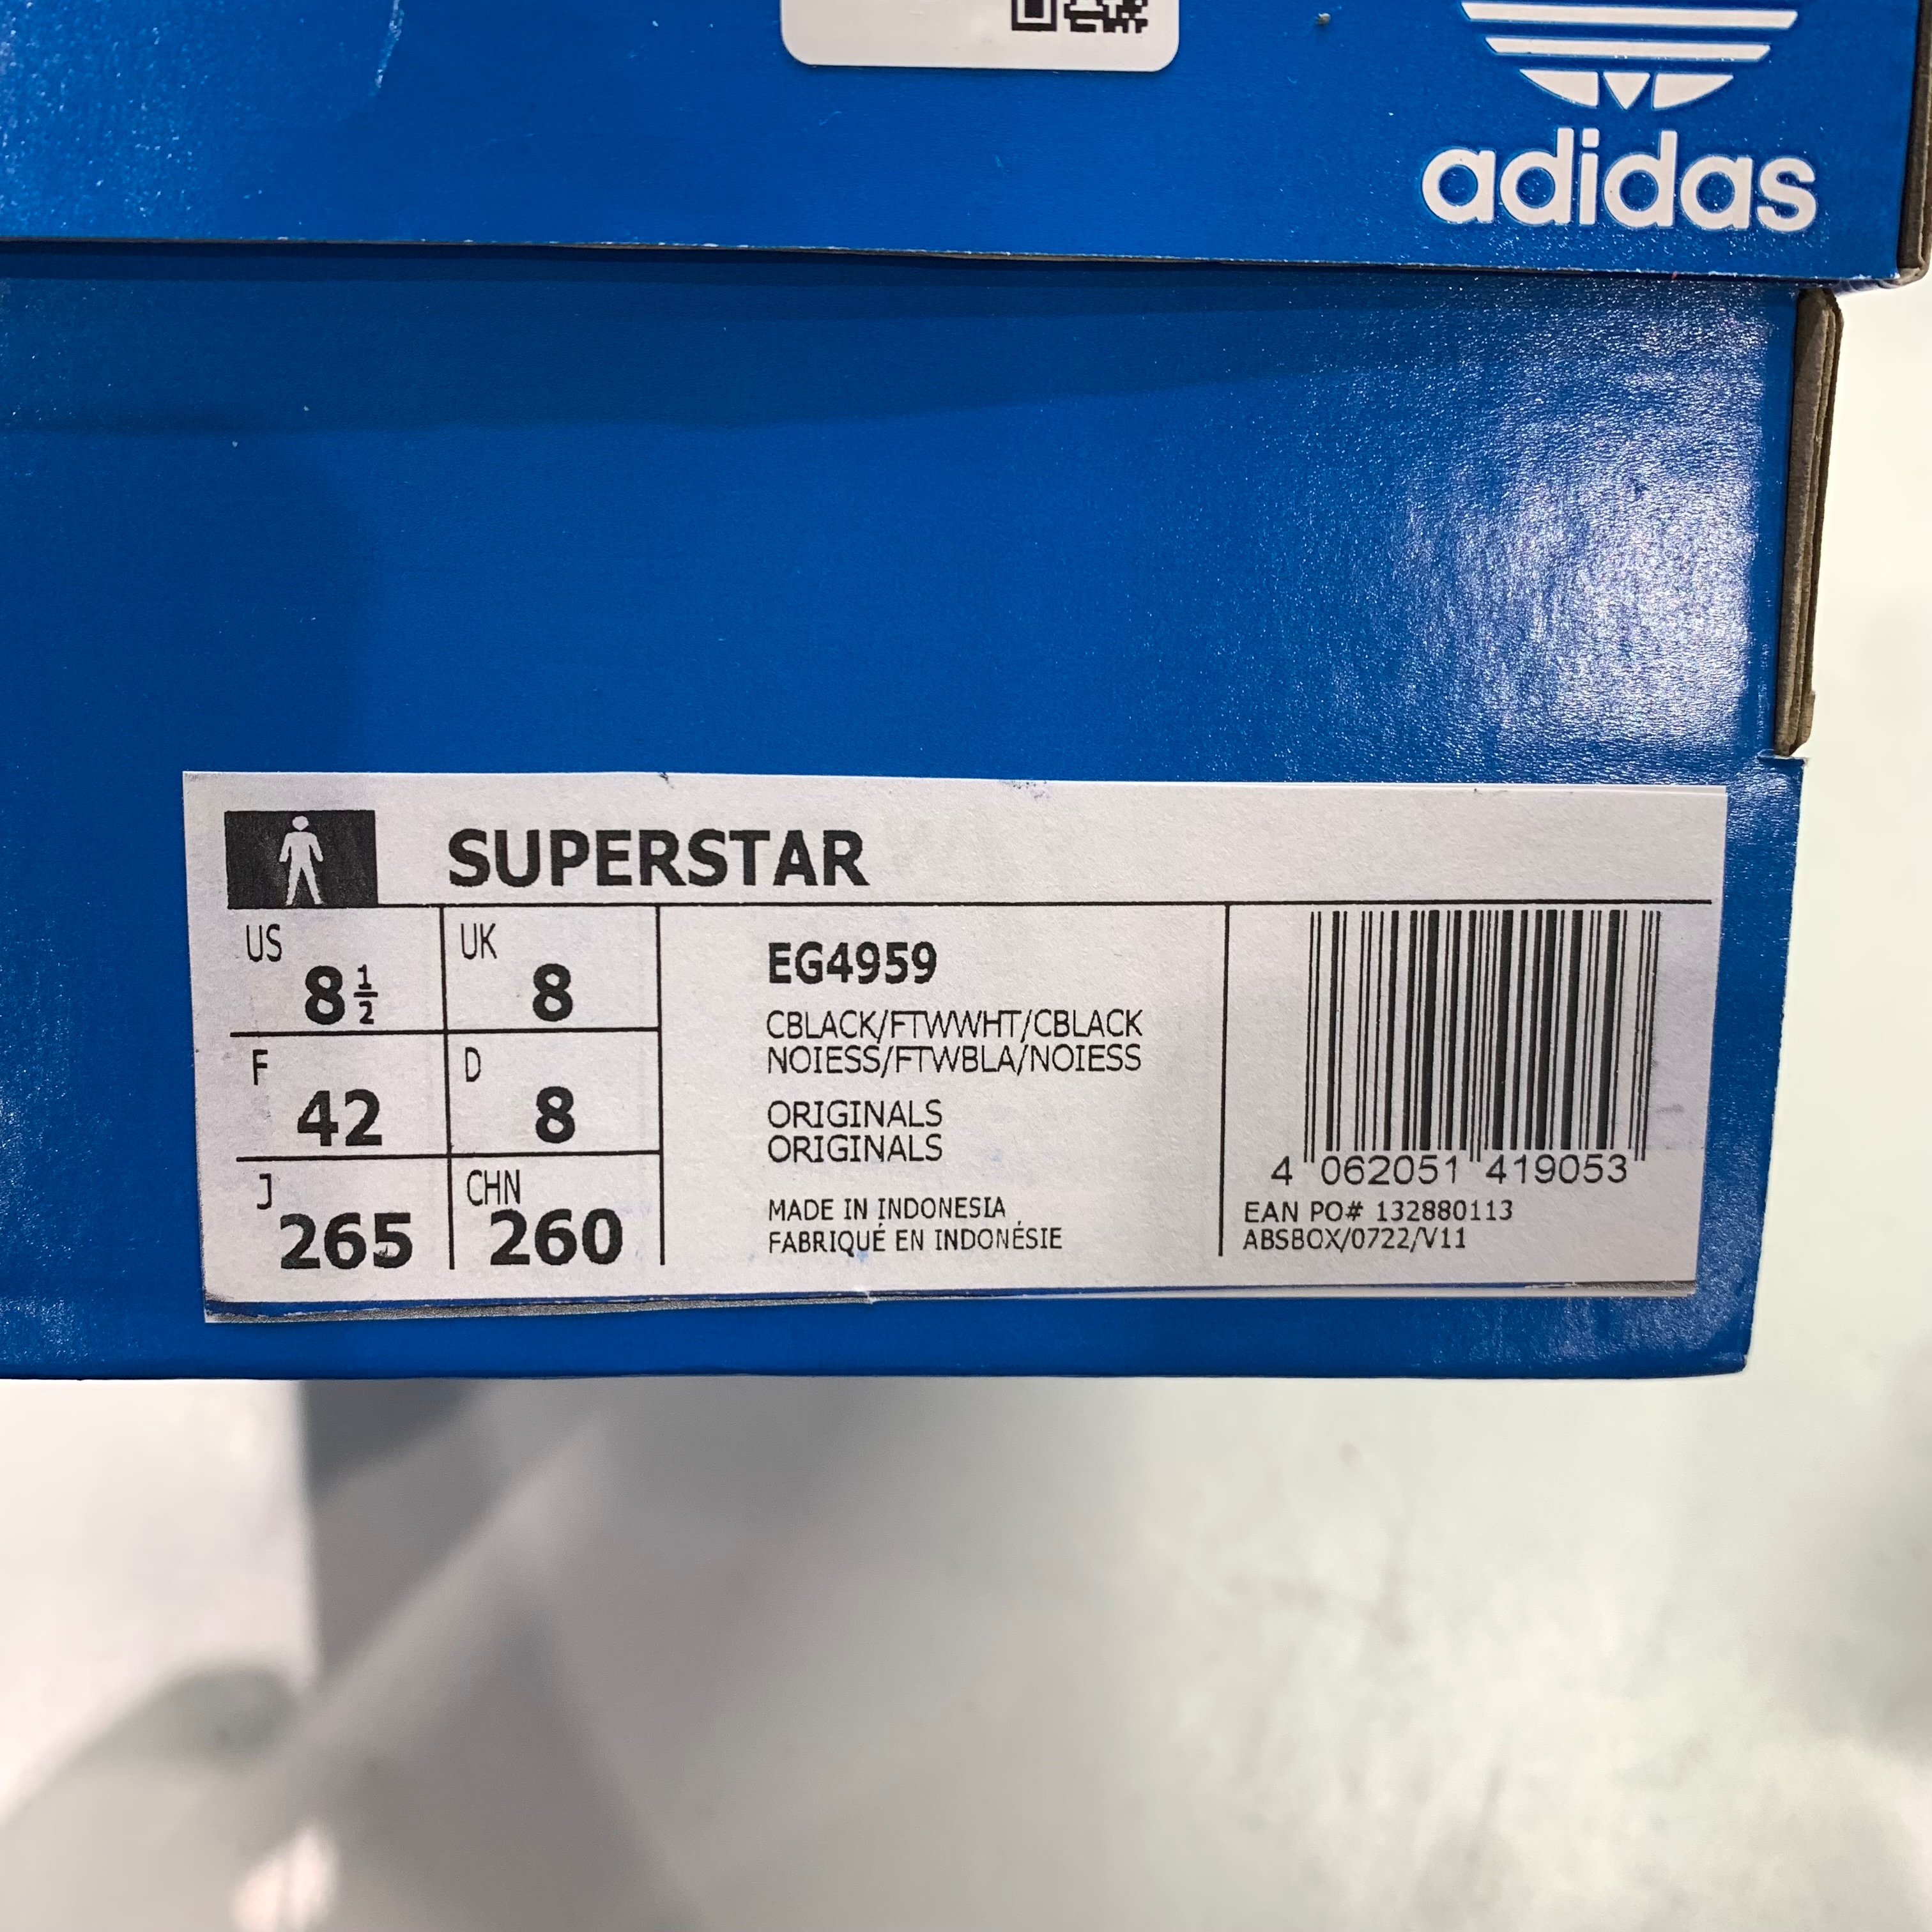 adidas
SUPERSTAR
US 8½
UK 8
F 42
D 8
J 265
CHN 260
EG4959
CBLACK/FTWWHT/CBLACK
NOIESS/FTWBLA/NOIESS
ORIGINALS
ORIGINALS
MADE IN INDONESIA
FABRIQUÉ EN INDONÉSIE
4 062051 419053
EAN PO# 132880113
ABSBOX/0722/V11